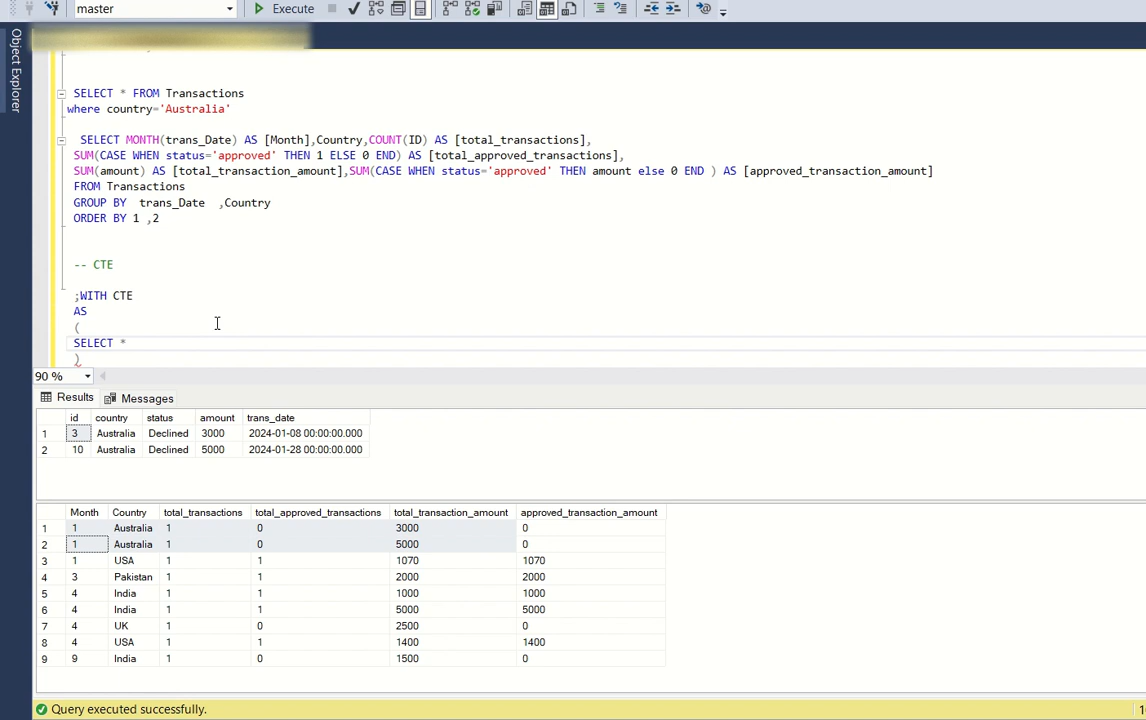 master Execute
Object Explorer
SELECT * FROM Transactions
where country='Australia'
SELECT MONTH(trans_Date) AS [Month],Country,COUNT(ID) AS [total_transactions],
SUM(CASE WHEN status='approved' THEN 1 ELSE 0 END) AS [total_approved_transactions],
SUM(amount) AS [total_transaction_amount],SUM(CASE WHEN status='approved' THEN amount else 0 END ) AS [approved_transaction_amount]
FROM Transactions
GROUP BY trans_Date ,Country
ORDER BY 1 ,2
-- CTE
;WITH CTE
AS
(
SELECT *
)
90 %
Results Messages
id country status amount trans_date
1 3 Australia Declined 3000 2024-01-08 00:00:00.000
2 10 Australia Declined 5000 2024-01-28 00:00:00.000
Month Country total_transactions total_approved_transactions total_transaction_amount approved_transaction_amount
1 1 Australia 1 0 3000 0
2 1 Australia 1 0 5000 0
3 1 USA 1 1 1070 1070
4 3 Pakistan 1 1 2000 2000
5 4 India 1 1 1000 1000
6 4 India 1 1 5000 5000
7 4 UK 1 0 2500 0
8 4 USA 1 1 1400 1400
9 9 India 1 0 1500 0
Query executed successfully. 1